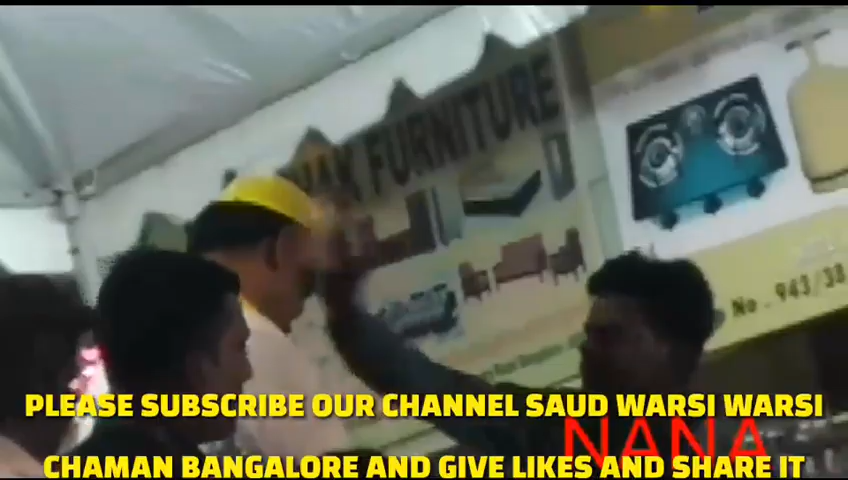 FURNITURE
No. 943/38
PLEASE SUBSCRIBE OUR CHANNEL SAUD WARSI WARSI
NANA
CHAMAN BANGALORE AND GIVE LIKES AND SHARE IT